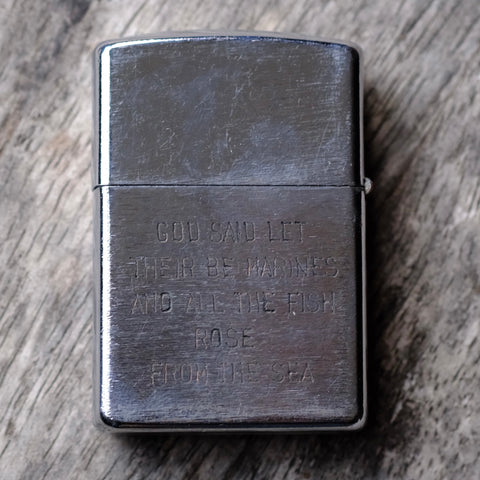 GOD SAID LET
THEIR BE MARINES
AND ALL THE FISH
ROSE
FROM THE SEA